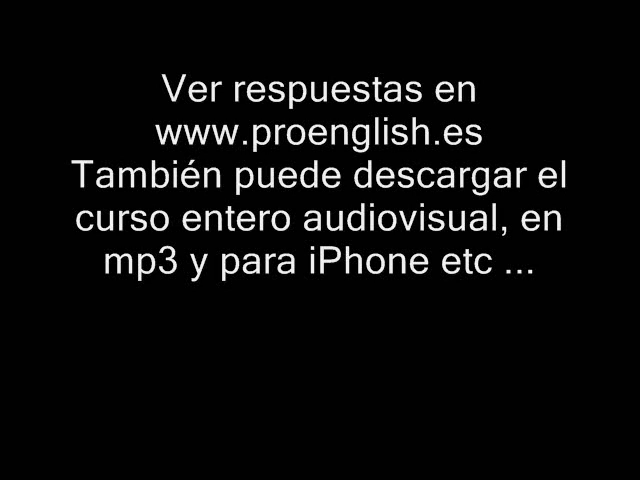 Ver respuestas en
www.proenglish.es
También puede descargar el
curso entero audiovisual, en
mp3 y para iPhone etc ...